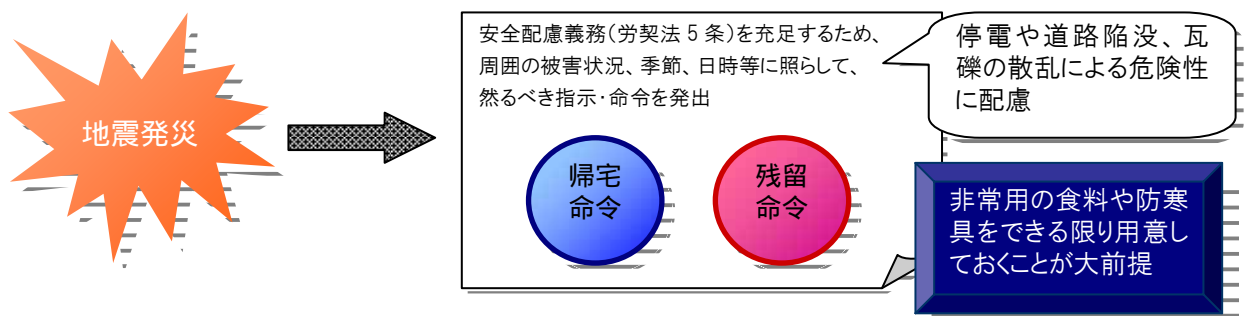 地震発災
安全配慮義務（労契法５条）を充足するため、
周囲の被害状況、季節、日時等に照らして、
然るべき指示・命令を発出
帰宅
命令
残留
命令
停電や道路陥没、瓦
礫の散乱による危険性
に配慮
非常用の食料や防寒
具をできる限り用意し
ておくことが大前提